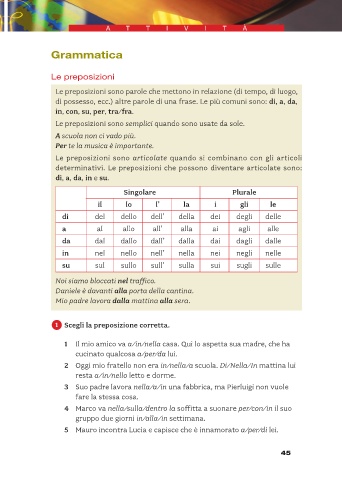 A T T I V I T À
Grammatica
Le preposizioni
Le preposizioni sono parole che mettono in relazione (di tempo, di luogo,
di possesso, ecc.) altre parole di una frase. Le più comuni sono: di, a, da,
in, con, su, per, tra/fra.
Le preposizioni sono semplici quando sono usate da sole.
A scuola non ci vado più.
Per te la musica è importante.
Le preposizioni sono articolate quando si combinano con gli articoli
determinativi. Le preposizioni che possono diventare articolate sono:
di, a, da, in e su.
Singolare Plurale
il lo l' la i gli le
di del dello dell' della dei degli delle
a al allo all' alla ai agli alle
da dal dallo dall' dalla dai dagli dalle
in nel nello nell' nella nei negli nelle
su sul sullo sull' sulla sui sugli sulle
Noi siamo bloccati nel traffico.
Daniele è davanti alla porta della cantina.
Mio padre lavora dalla mattina alla sera.
1 Scegli la preposizione corretta.
1 Il mio amico va a/in/nella casa. Qui lo aspetta sua madre, che ha
cucinato qualcosa a/per/da lui.
2 Oggi mio fratello non era in/nella/a scuola. Di/Nella/In mattina lui
resta a/in/nello letto e dorme.
3 Suo padre lavora nella/a/in una fabbrica, ma Pierluigi non vuole
fare la stessa cosa.
4 Marco va nella/sulla/dentro la soffitta a suonare per/con/in il suo
gruppo due giorni in/alla/in settimana.
5 Mauro incontra Lucia e capisce che è innamorato a/per/di lei.
45